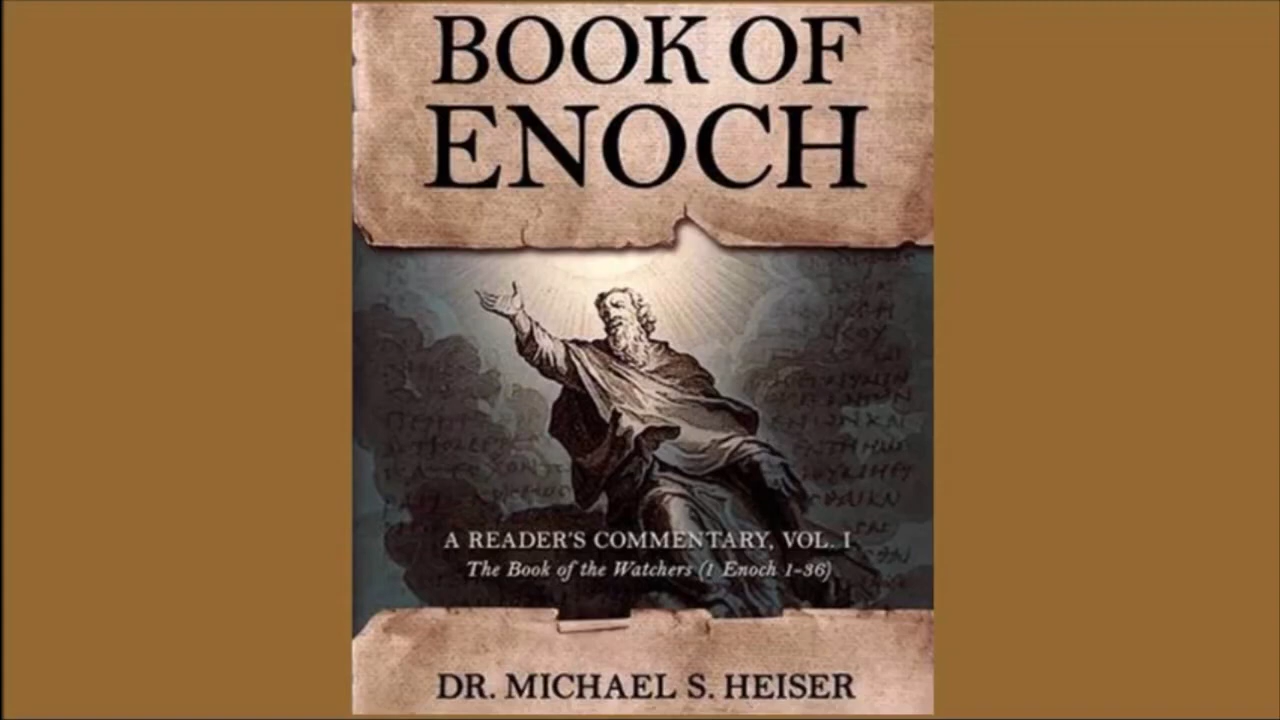 BOOK OF
ENOCH
A READER'S COMMENTARY, VOL. I
The Book of the Watchers (1 Enoch 1–36)
DR. MICHAEL S. HEISER